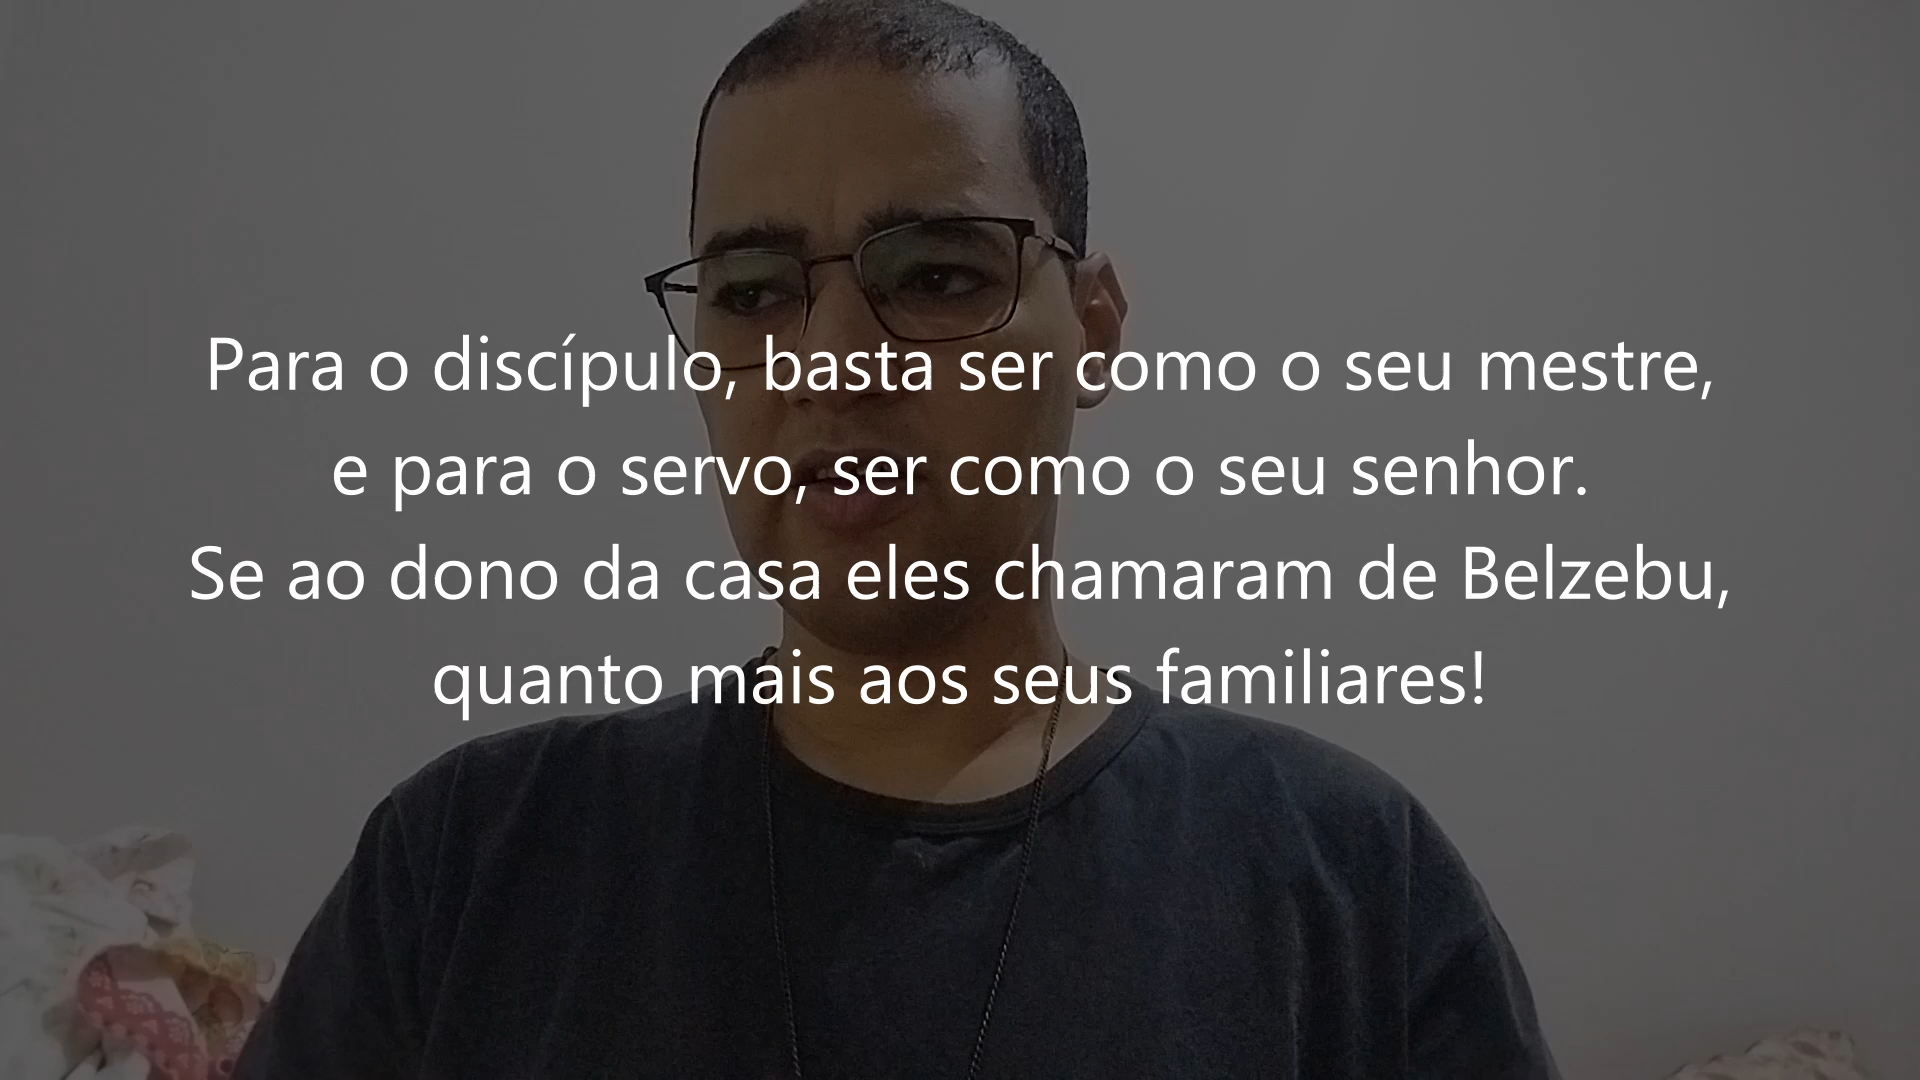 Para o discípulo, basta ser como o seu mestre,
e para o servo, ser como o seu senhor.
Se ao dono da casa eles chamaram de Belzebu,
quanto mais aos seus familiares!